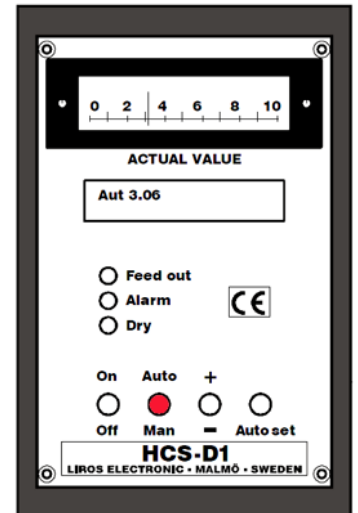 0 2 4 6 8 10
ACTUAL VALUE
Aut 3.06
Feed out
Alarm
Dry
CE
On Auto +
Off Man – Auto set
HCS-D1
LIROS ELECTRONIC • MALMÖ • SWEDEN